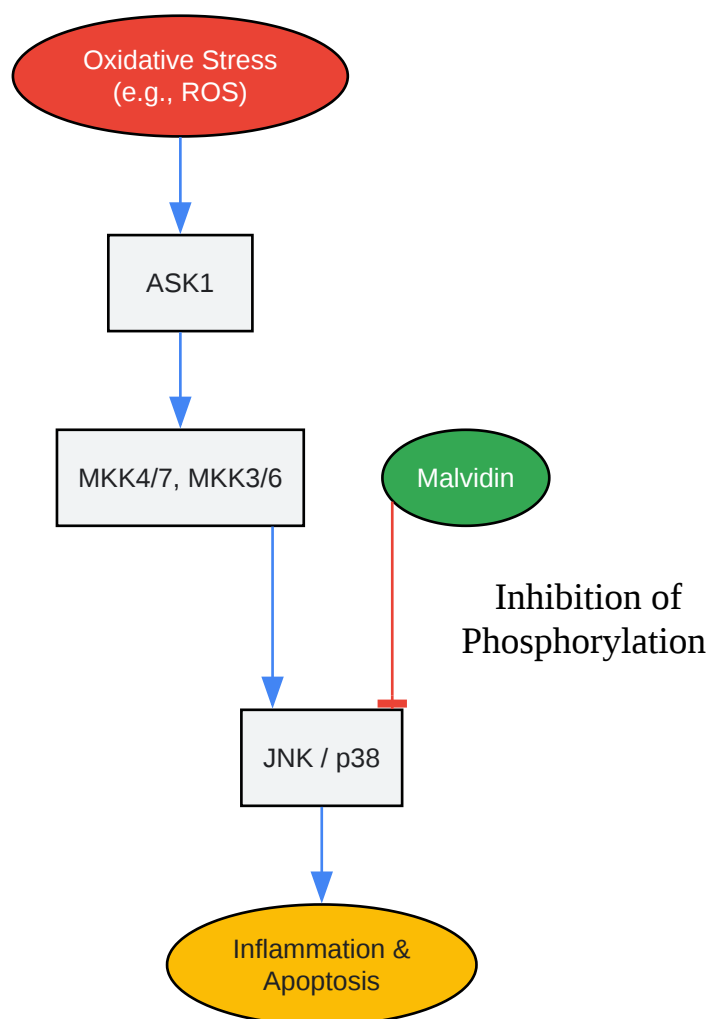 Oxidative Stress
(e.g., ROS)
ASK1
MKK4/7, MKK3/6
Malvidin
Inhibition of
Phosphorylation
JNK / p38
Inflammation &
Apoptosis